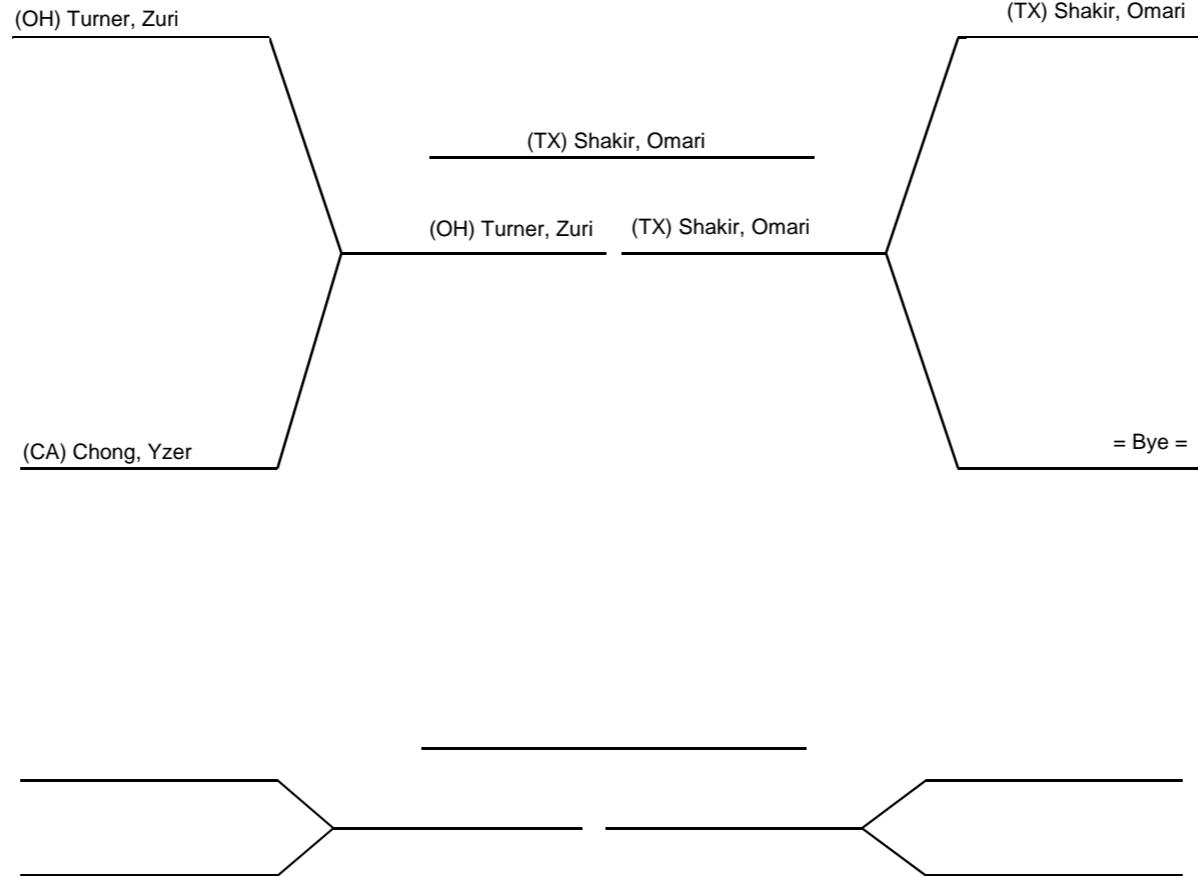 (OH) Turner, Zuri
(TX) Shakir, Omari
(TX) Shakir, Omari
(OH) Turner, Zuri
(TX) Shakir, Omari
(CA) Chong, Yzer
= Bye =